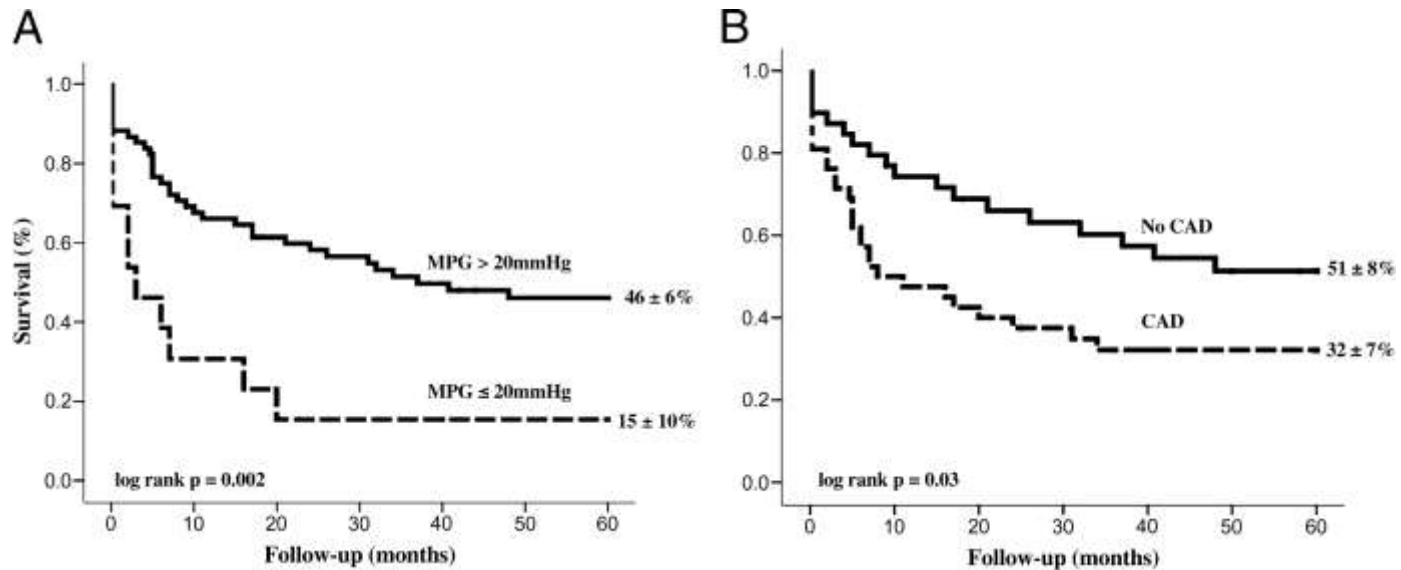 A
Survival (%)
1.0
0.8
0.6
0.4
0.2
0.0
MPG > 20mmHg
46 ± 6%
MPG ≤ 20mmHg
15 ± 10%
log rank p = 0.002
0 10 20 30 40 50 60
Follow-up (months)
B
1.0
0.8
0.6
0.4
0.2
0.0
No CAD
51 ± 8%
CAD
32 ± 7%
log rank p = 0.03
0 10 20 30 40 50 60
Follow-up (months)